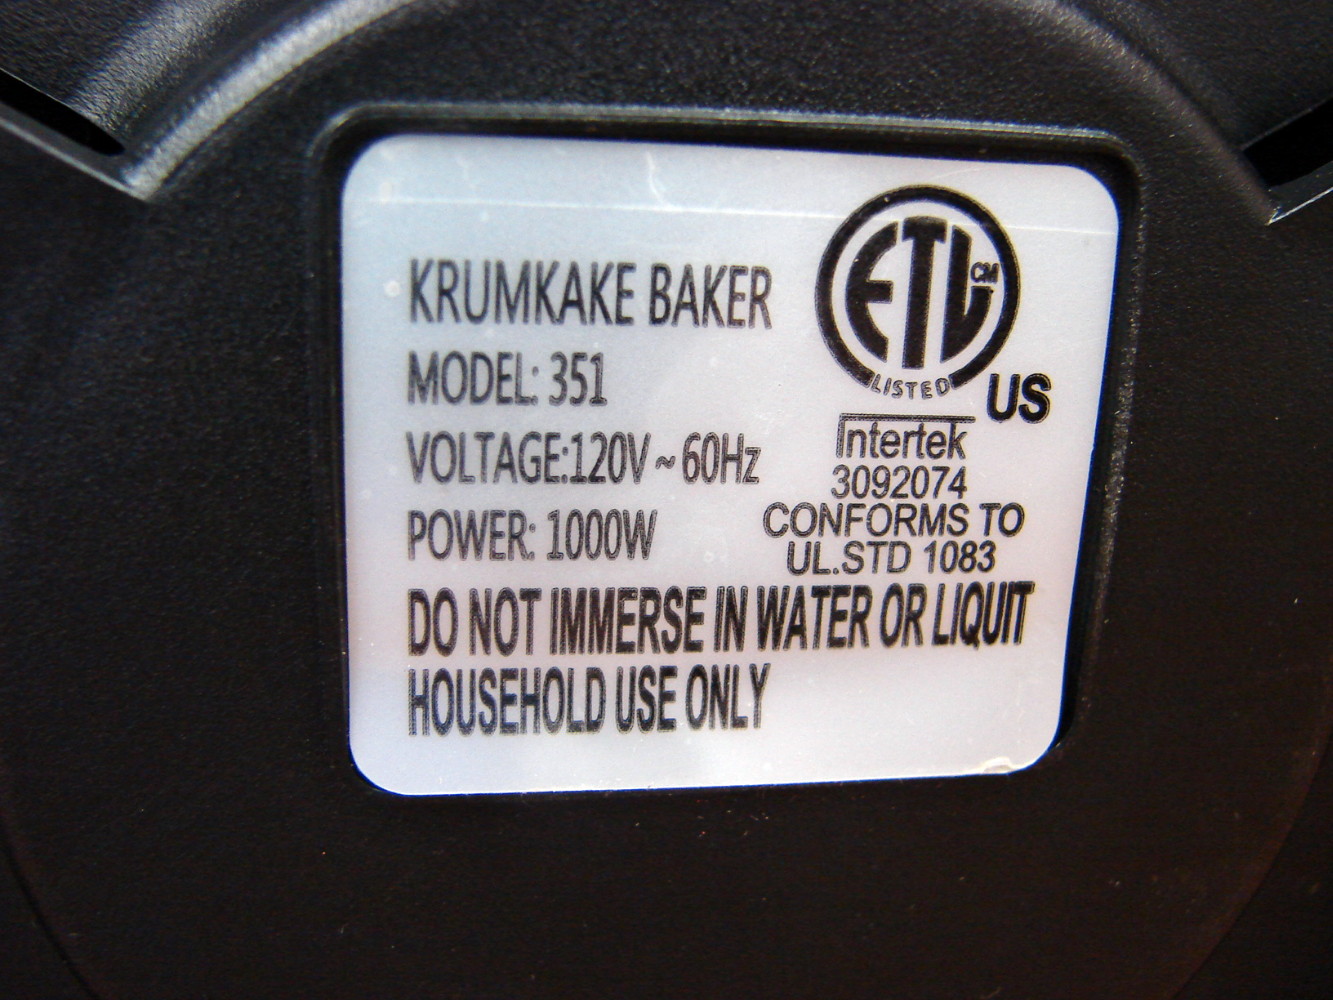 KRUMKAKE BAKER
MODEL: 351
VOLTAGE:120V ~ 60Hz
POWER: 1000W
DO NOT IMMERSE IN WATER OR LIQUIT
HOUSEHOLD USE ONLY
ETL CM
LISTED
US
Intertek
3092074
CONFORMS TO
UL.STD 1083